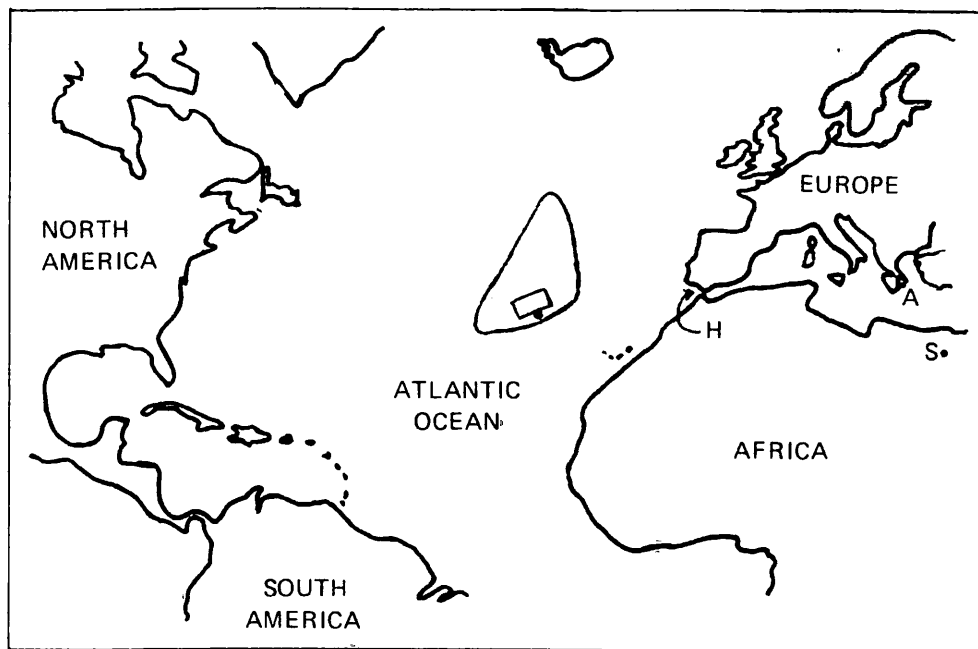 EUROPE
NORTH
AMERICA
A
H
S
ATLANTIC
OCEAN
AFRICA
SOUTH
AMERICA